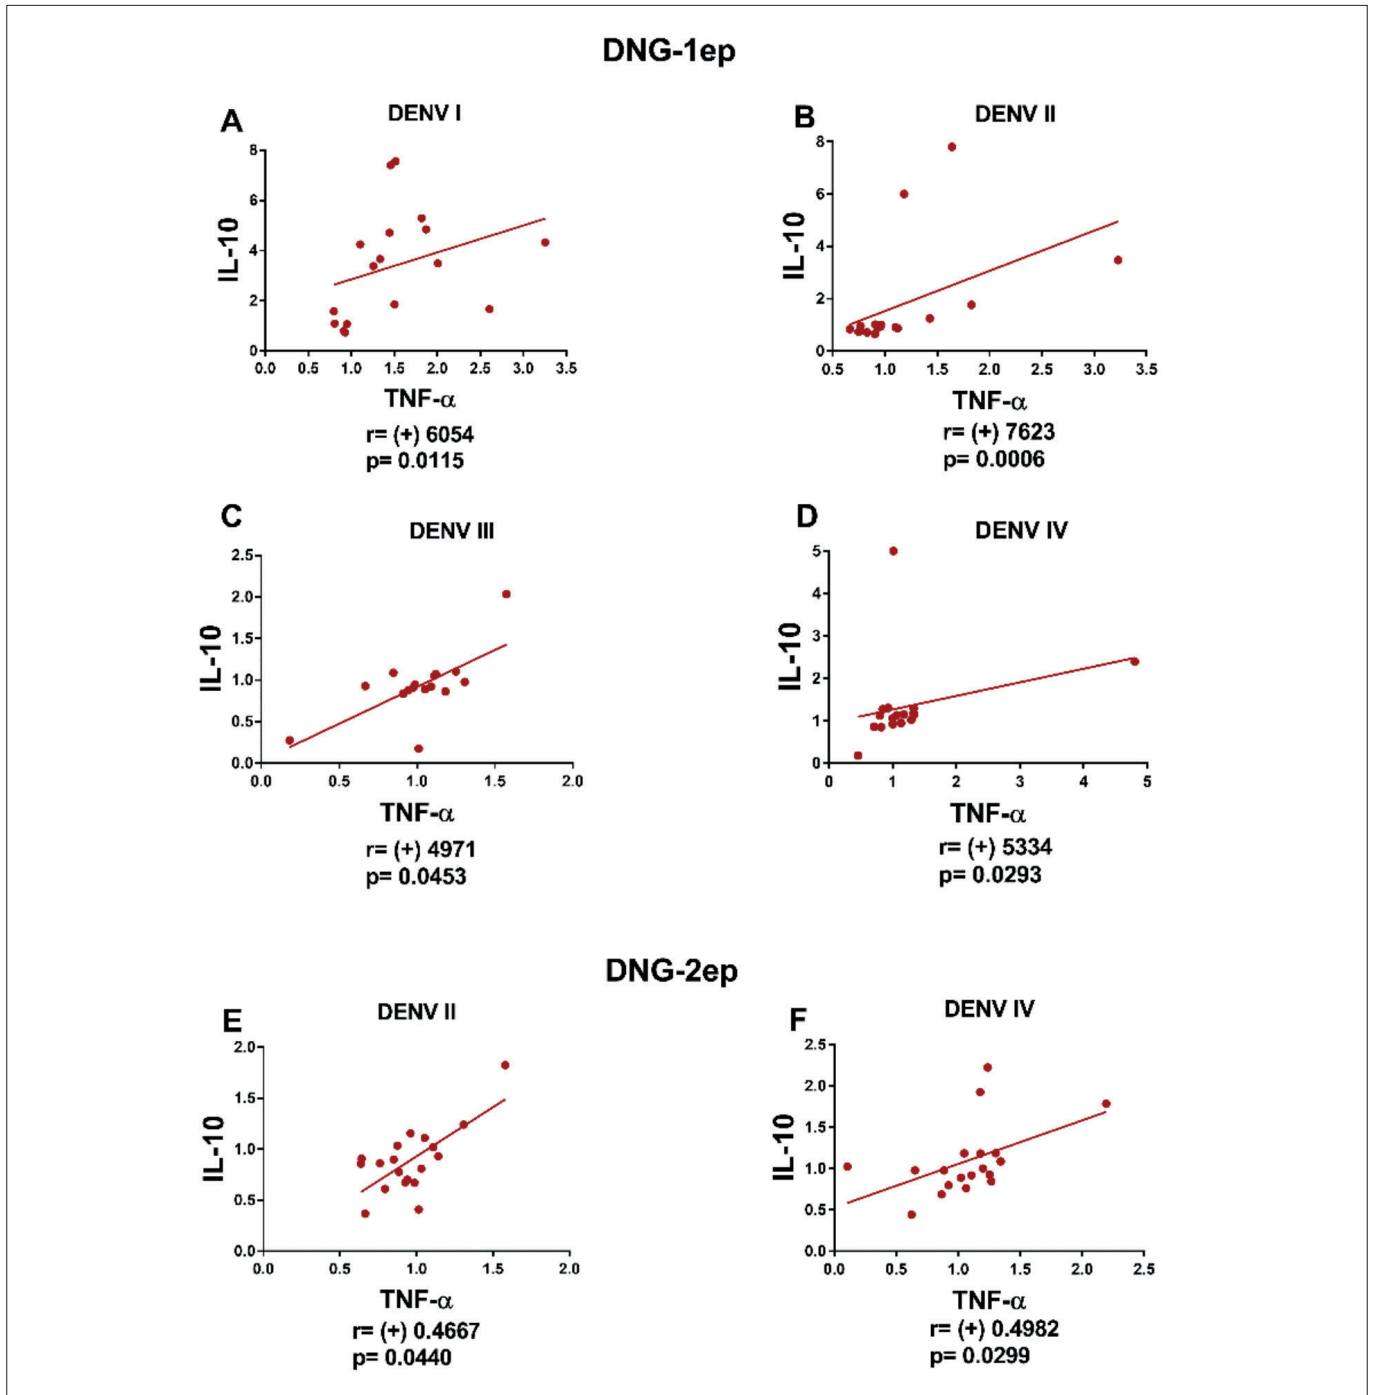 DNG-1ep
A
DENV I
8
6
4
2
0
IL-10
0.0 0.5 1.0 1.5 2.0 2.5 3.0 3.5
TNF-α
r= (+) 6054
p= 0.0115
B
DENV II
8
6
4
2
0
IL-10
0.5 1.0 1.5 2.0 2.5 3.0 3.5
TNF-α
r= (+) 7623
p= 0.0006
C
DENV III
2.5
2.0
1.5
1.0
0.5
0.0
IL-10
0.0 0.5 1.0 1.5 2.0
TNF-α
r= (+) 4971
p= 0.0453
D
DENV IV
5
4
3
2
1
0
IL-10
0 1 2 3 4 5
TNF-α
r= (+) 5334
p= 0.0293
DNG-2ep
E
DENV II
2.0
1.5
1.0
0.5
0.0
IL-10
0.0 0.5 1.0 1.5 2.0
TNF-α
r= (+) 0.4667
p= 0.0440
F
DENV IV
2.5
2.0
1.5
1.0
0.5
0.0
IL-10
0.0 0.5 1.0 1.5 2.0 2.5
TNF-α
r= (+) 0.4982
p= 0.0299